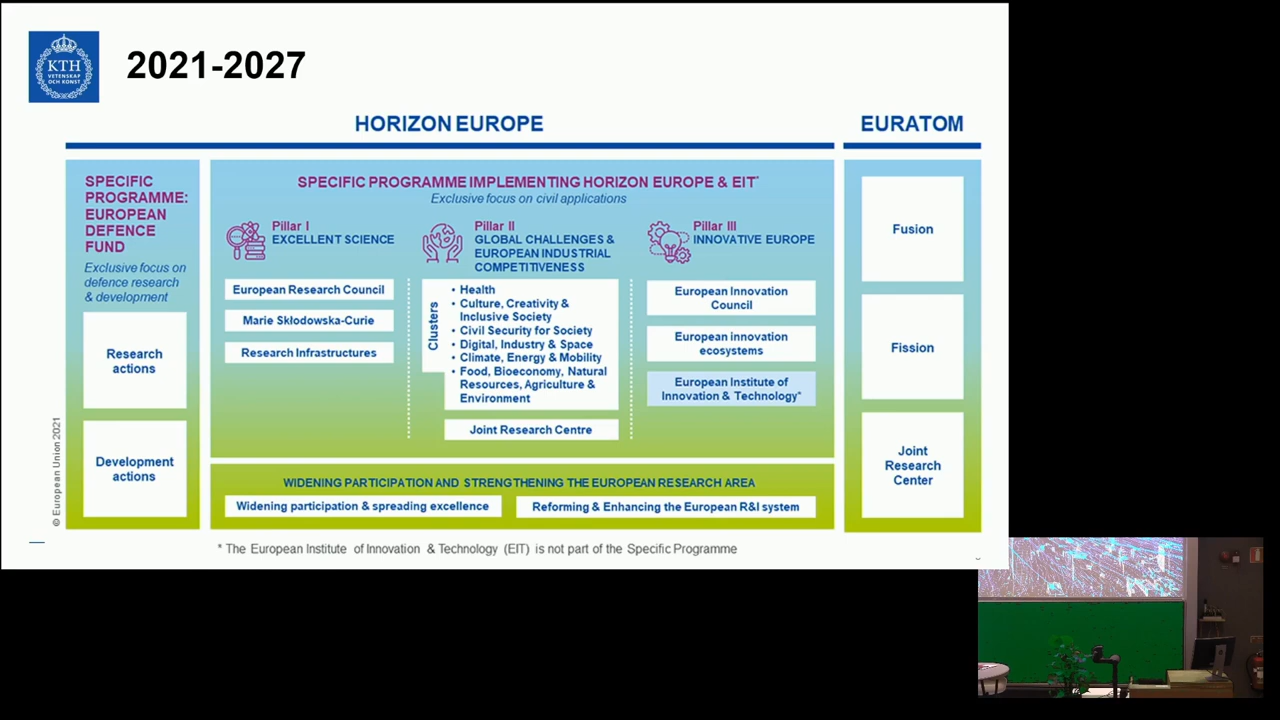 KTH
VETENSKAP
OCH KONST
2021-2027
HORIZON EUROPE
EURATOM
SPECIFIC
PROGRAMME:
EUROPEAN
DEFENCE
FUND
Exclusive focus on
defence research
& development
Research
actions
Development
actions
SPECIFIC PROGRAMME IMPLEMENTING HORIZON EUROPE & EIT*
Exclusive focus on civil applications
Pillar I
EXCELLENT SCIENCE
European Research Council
Marie Skłodowska-Curie
Research Infrastructures
Pillar II
GLOBAL CHALLENGES &
EUROPEAN INDUSTRIAL
COMPETITIVENESS
Clusters
• Health
• Culture, Creativity &
Inclusive Society
• Civil Security for Society
• Digital, Industry & Space
• Climate, Energy & Mobility
• Food, Bioeconomy, Natural
Resources, Agriculture &
Environment
Joint Research Centre
Pillar III
INNOVATIVE EUROPE
European Innovation
Council
European innovation
ecosystems
European Institute of
Innovation & Technology*
WIDENING PARTICIPATION AND STRENGTHENING THE EUROPEAN RESEARCH AREA
Widening participation & spreading excellence
Reforming & Enhancing the European R&I system
Fusion
Fission
Joint
Research
Center
© European Union 2021
* The European Institute of Innovation & Technology (EIT) is not part of the Specific Programme